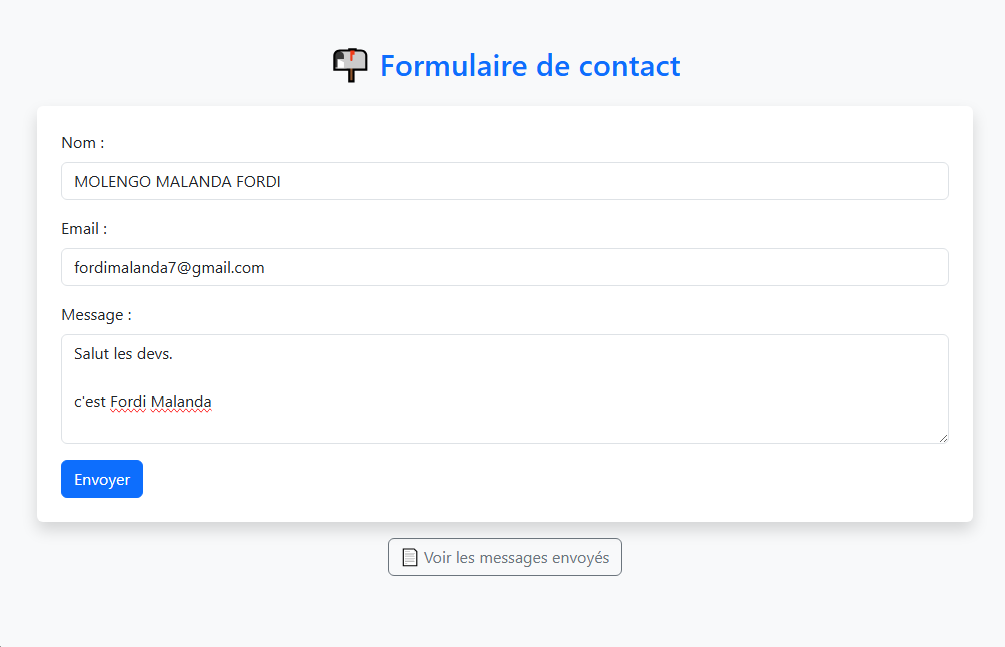 Formulaire de contact
Nom :
MOLENGO MALANDA FORDI
Email :
fordimalanda7@gmail.com
Message :
Salut les devs.
c'est Fordi Malanda
Envoyer
Voir les messages envoyés